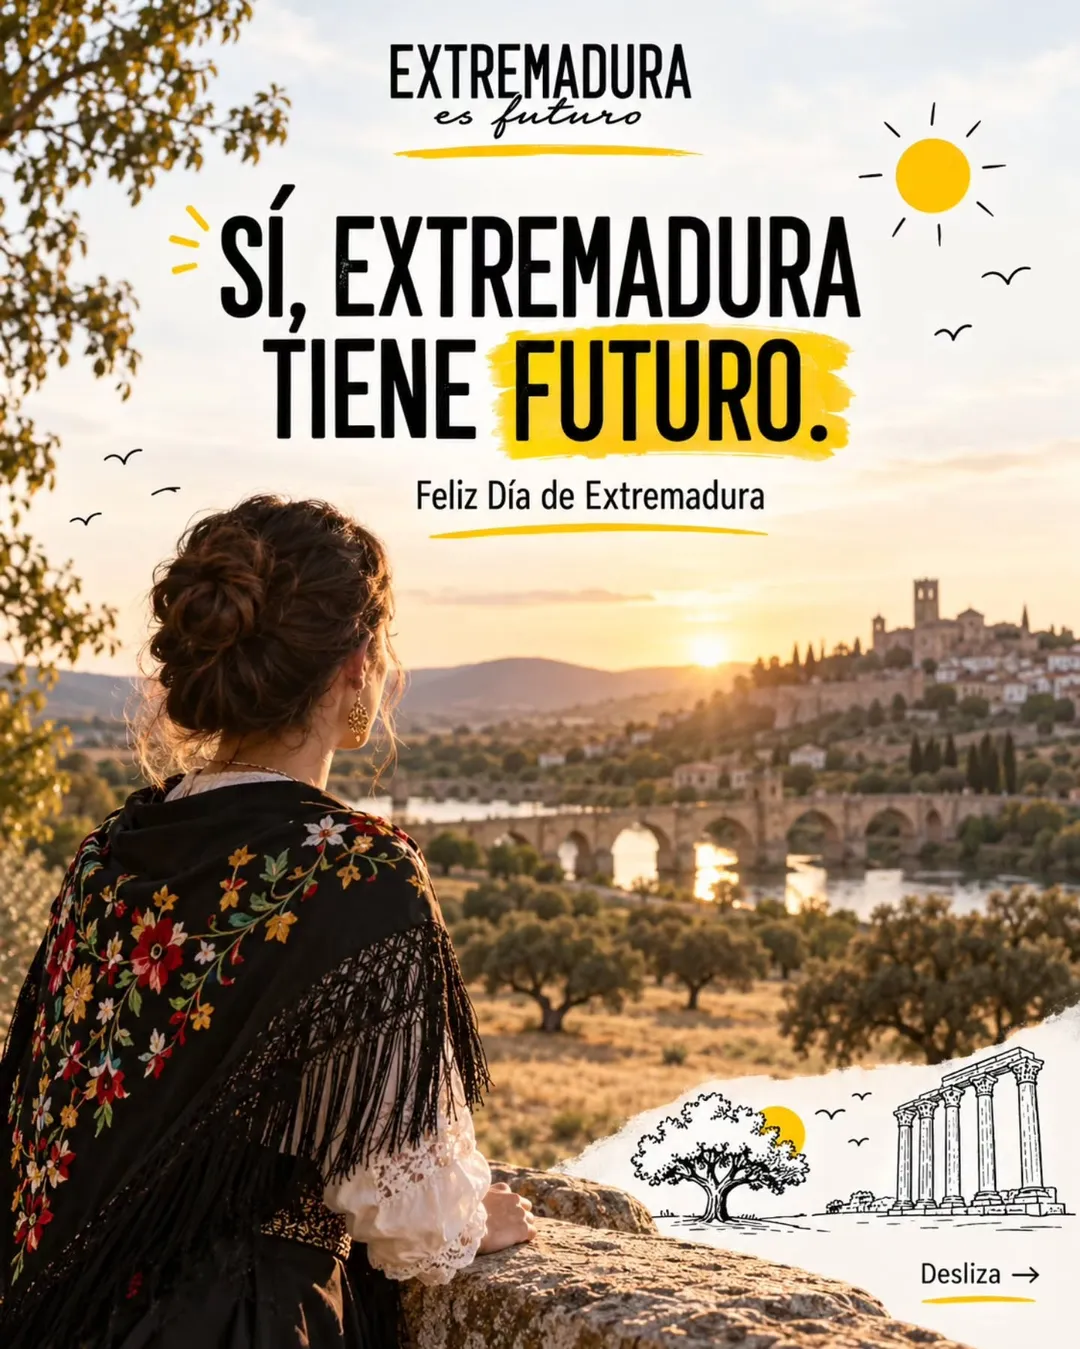 EXTREMADURA
es futuro
SÍ, EXTREMADURA
TIENE FUTURO.
Feliz Día de Extremadura
Desliza →